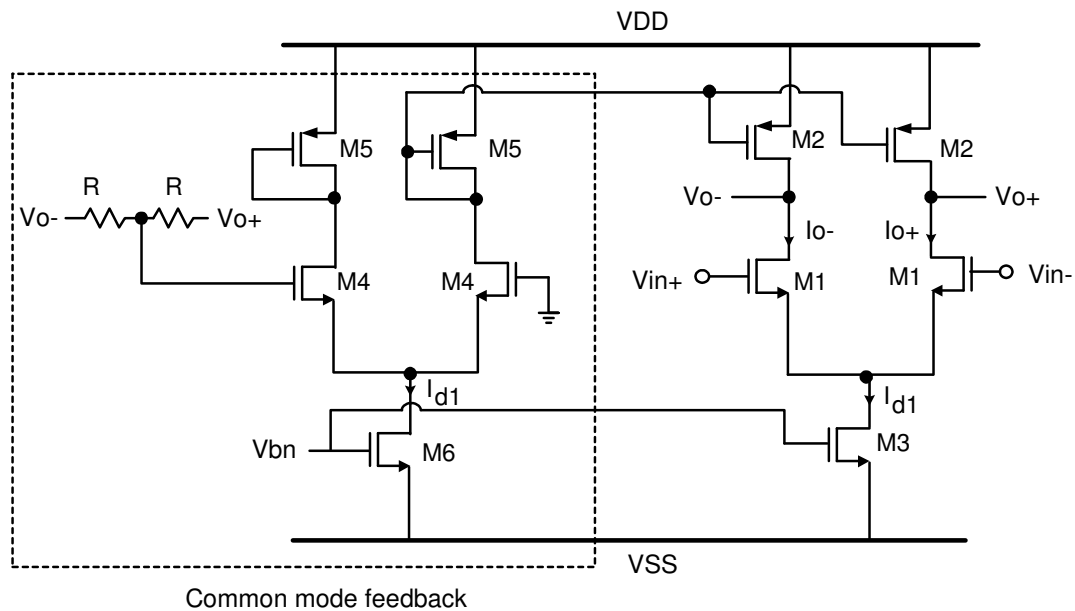 VDD
M5
M5
M2
M2
R
R
Vo-
Vo+
Vo-
Vo+
Io-
Io+
M4
M4
Vin+
M1
M1
Vin-
Id1
Id1
Vbn
M6
M3
VSS
Common mode feedback